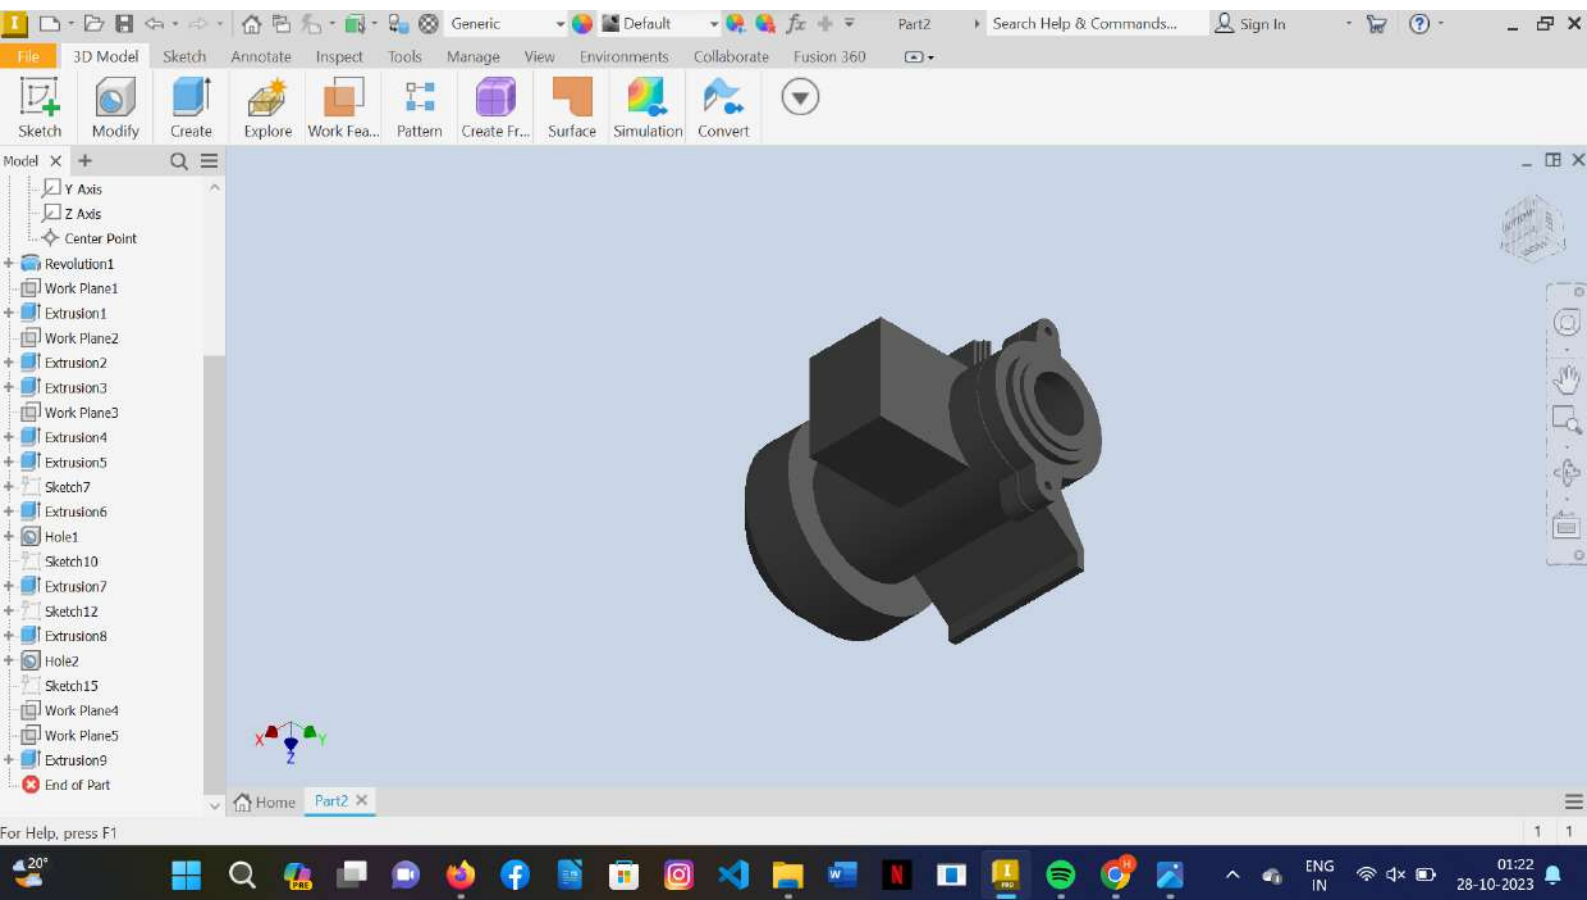 Generic
Default
Part2
Search Help & Commands...
Sign In
File
3D Model
Sketch
Annotate
Inspect
Tools
Manage
View
Environments
Collaborate
Fusion 360
Sketch
Modify
Create
Explore
Work Fea...
Pattern
Create Fr...
Surface
Simulation
Convert
Model
Y Axis
Z Axis
Center Point
Revolution1
Work Plane1
Extrusion1
Work Plane2
Extrusion2
Extrusion3
Work Plane3
Extrusion4
Extrusion5
Sketch7
Extrusion6
Hole1
Sketch10
Extrusion7
Sketch12
Extrusion8
Hole2
Sketch15
Work Plane4
Work Plane5
Extrusion9
End of Part
X
Y
Z
Home
Part2
For Help, press F1
1 1
20°
PRE
ENG
IN
01:22
28-10-2023